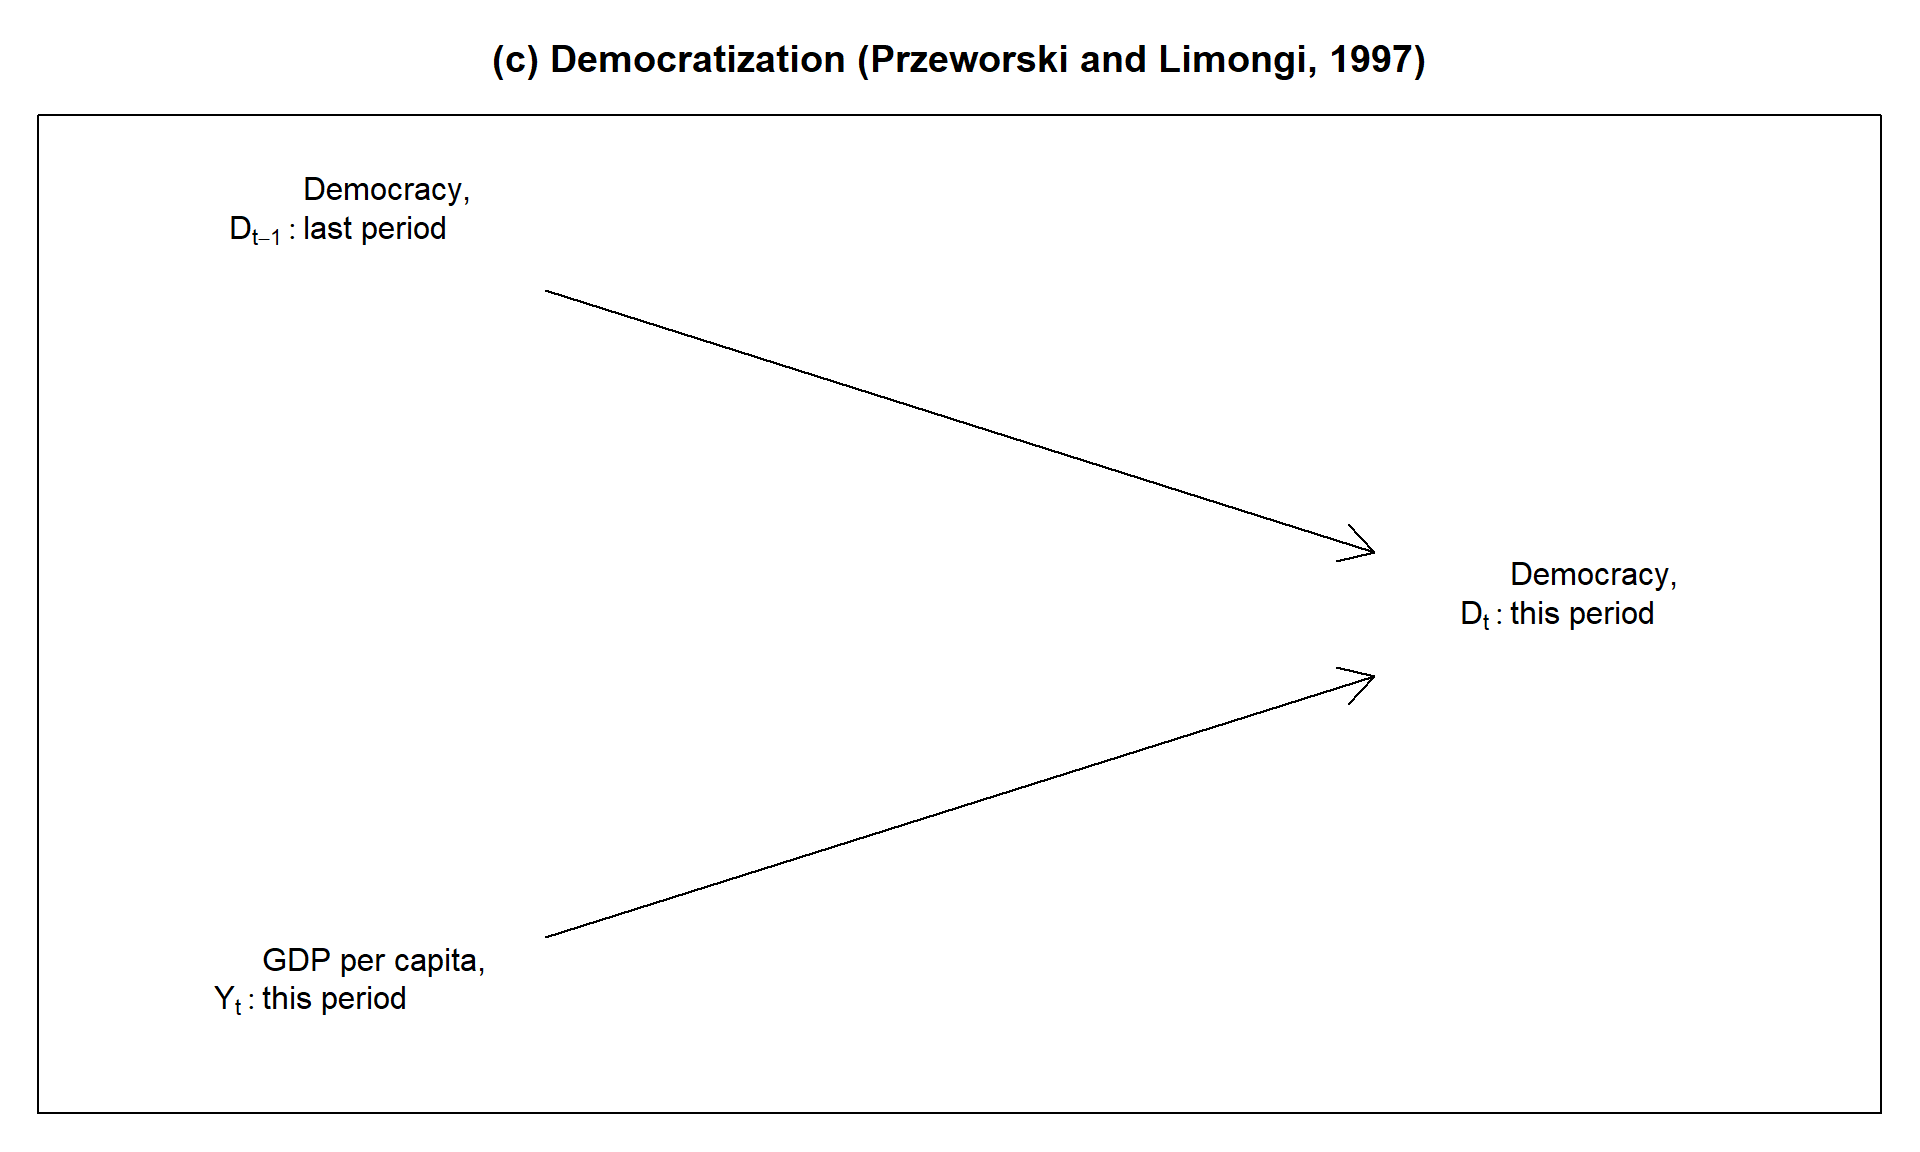 (c) Democratization (Przeworski and Limongi, 1997)
Democracy,
D_{t−1} : last period
Democracy,
D_t : this period
GDP per capita,
Y_t : this period